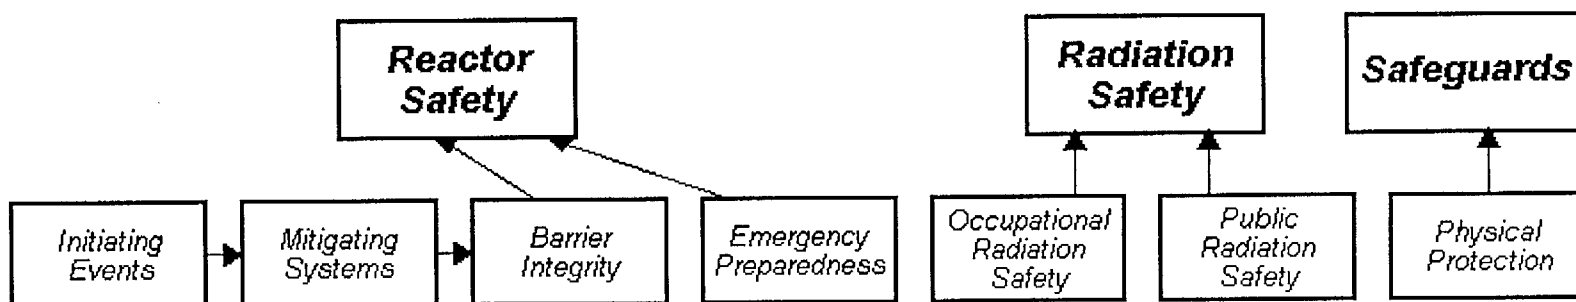 Reactor
Safety
Radiation
Safety
Safeguards
Initiating
Events
Mitigating
Systems
Barrier
Integrity
Emergency
Preparedness
Occupational
Radiation
Safety
Public
Radiation
Safety
Physical
Protection